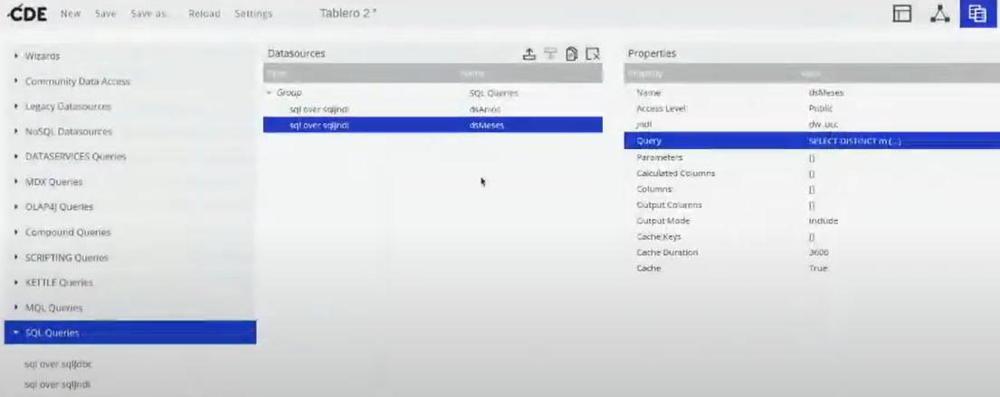 CDE New Save Save as... Reload Settings Tablero 2 *
Wizards
Community Data Access
Legacy Datasources
NoSQL Datasources
DATASERVICES Queries
MDX Queries
OLAP4J Queries
Compound Queries
SCRIPTING Queries
KETTLE Queries
MQL Queries
SQL Queries
sql over sqlJdbc
sql over sqlJndi
Datasources
Type Name
Group SQL Queries
sql over sqlJndi dsAnios
sql over sqlJndi dsMeses
Properties
Property Value
Name dsMeses
Access Level Public
Jndi dw_ucc
Query SELECT DISTINCT m (...)
Parameters []
Calculated Columns []
Columns []
Output Columns []
Output Mode Include
Cache Keys []
Cache Duration 3600
Cache True